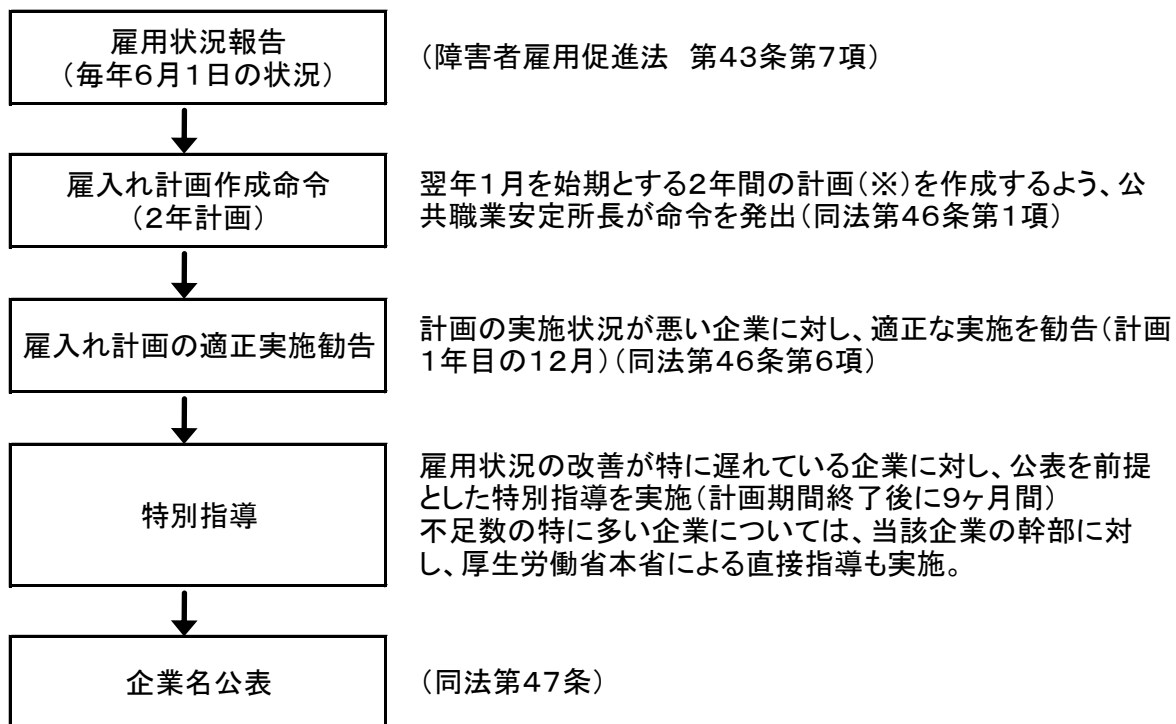 雇用状況報告
(毎年6月1日の状況)
(障害者雇用促進法 第43条第7項)
雇入れ計画作成命令
(2年計画)
翌年1月を始期とする2年間の計画(※)を作成するよう、公
共職業安定所長が命令を発出(同法第46条第1項)
雇入れ計画の適正実施勧告
計画の実施状況が悪い企業に対し、適正な実施を勧告(計画
1年目の12月)(同法第46条第6項)
特別指導
雇用状況の改善が特に遅れている企業に対し、公表を前提
とした特別指導を実施(計画期間終了後に9ヶ月間)
不足数の特に多い企業については、当該企業の幹部に対
し、厚生労働省本省による直接指導も実施。
企業名公表
(同法第47条)